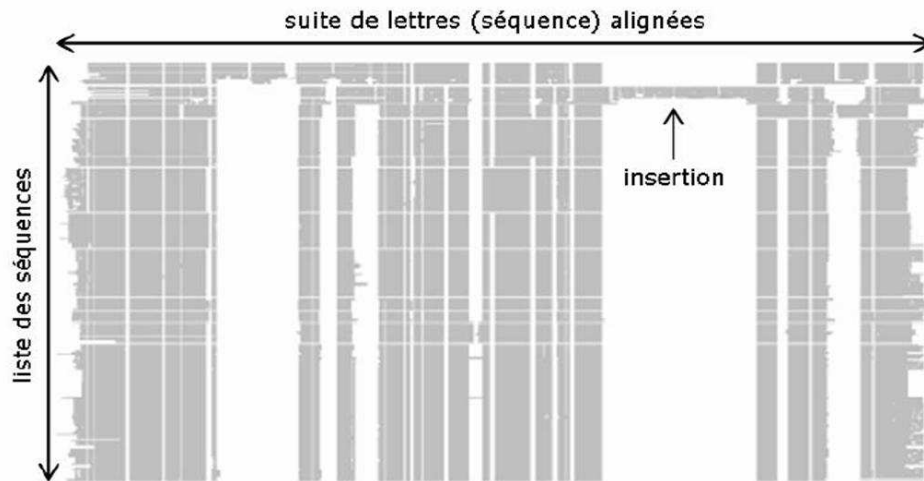 suite de lettres (séquence) alignées
liste des séquences
insertion